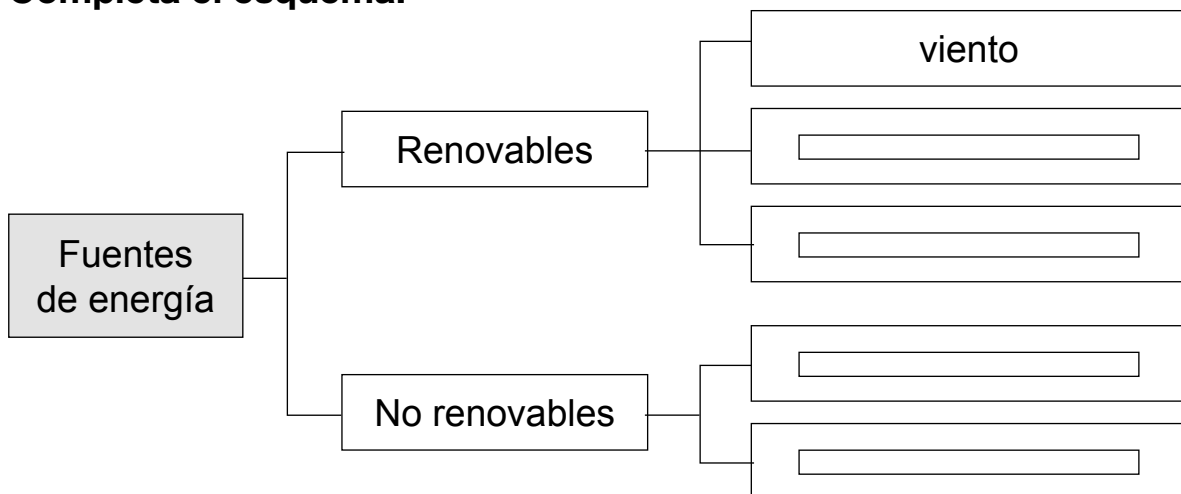 Completa el esquema.
viento
Renovables
Fuentes
de energía
No renovables